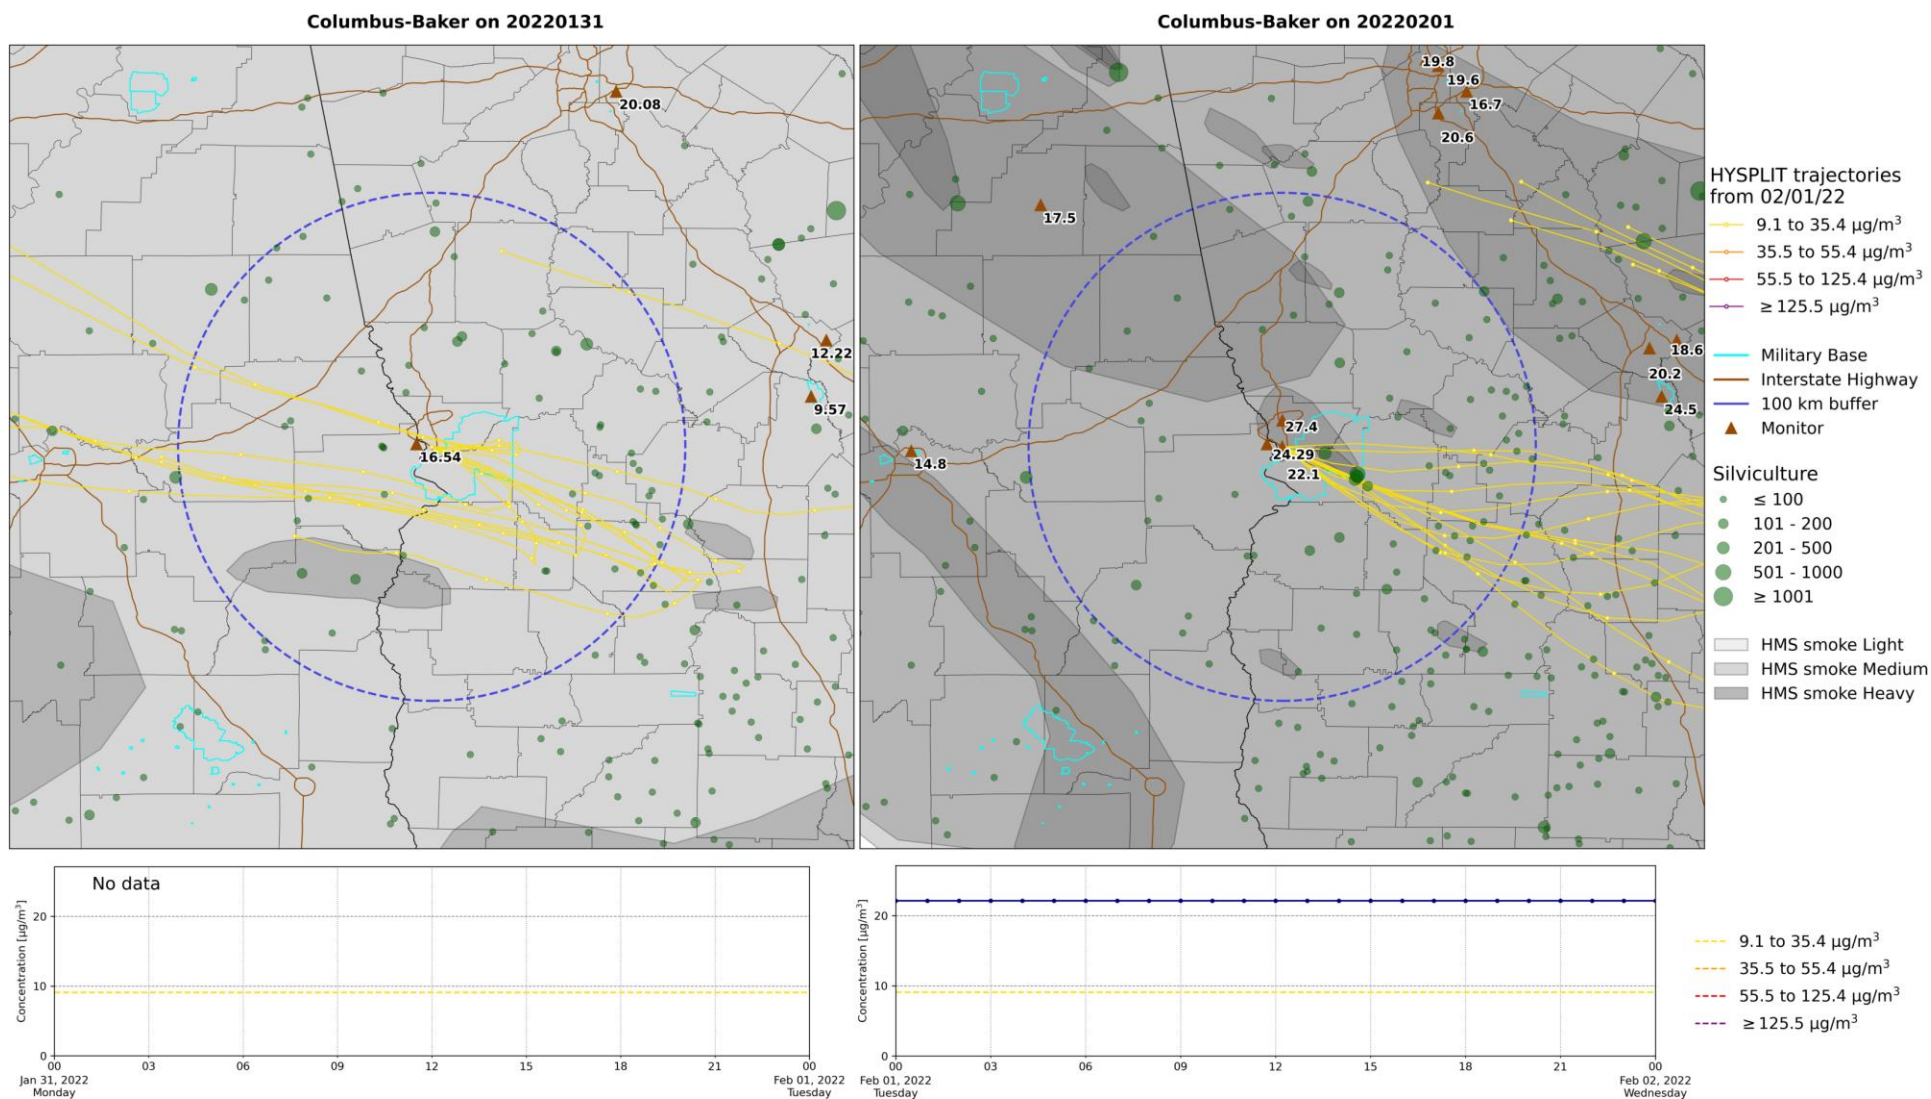 Columbus-Baker on 20220131
20.08
12.22
9.57
16.54
Columbus-Baker on 20220201
19.8
19.6
16.7
20.6
17.5
18.6
20.2
24.5
27.4
24.29
22.1
14.8
HYSPLIT trajectories
from 02/01/22
9.1 to 35.4 μg/m³
35.5 to 55.4 μg/m³
55.5 to 125.4 μg/m³
≥ 125.5 μg/m³
Military Base
Interstate Highway
100 km buffer
Monitor
Silviculture
≤ 100
101 - 200
201 - 500
501 - 1000
≥ 1001
HMS smoke Light
HMS smoke Medium
HMS smoke Heavy
No data
Concentration [μg/m³]
20
10
0
00
03
06
09
12
15
18
21
00
Jan 31, 2022
Monday
Feb 01, 2022
Tuesday
Concentration [μg/m³]
20
10
0
00
03
06
09
12
15
18
21
00
Feb 01, 2022
Tuesday
Feb 02, 2022
Wednesday
9.1 to 35.4 μg/m³
35.5 to 55.4 μg/m³
55.5 to 125.4 μg/m³
≥ 125.5 μg/m³